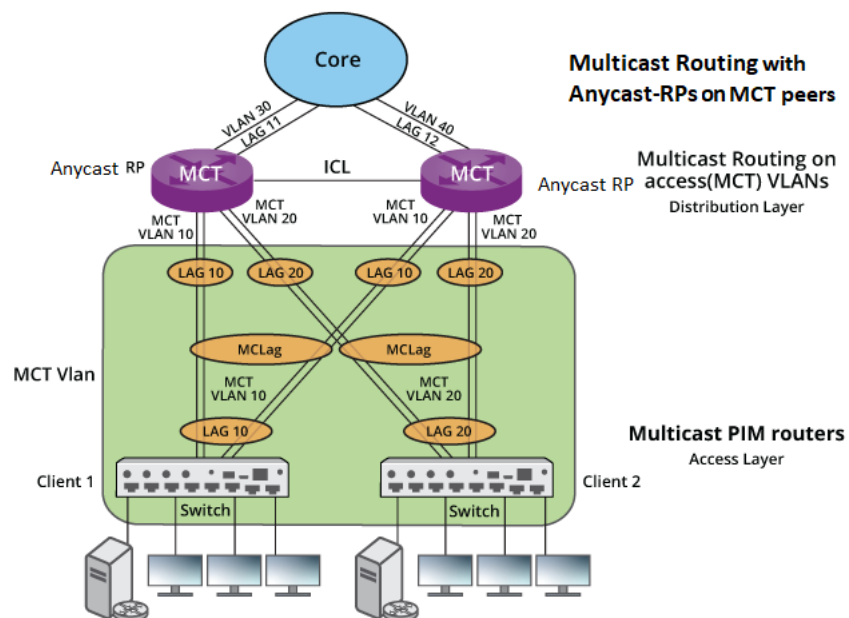 Core
Multicast Routing with
Anycast-RPs on MCT peers
VLAN 30
LAG 11
VLAN 40
LAG 12
Anycast RP
MCT
ICL
MCT
Anycast RP
Multicast Routing on
access(MCT) VLANs
Distribution Layer
MCT
VLAN 10
MCT
VLAN 20
MCT
VLAN 10
MCT
VLAN 20
LAG 10
LAG 20
LAG 10
LAG 20
MCLag
MCLag
MCT Vlan
MCT
VLAN 10
MCT
VLAN 20
LAG 10
LAG 20
Multicast PIM routers
Access Layer
Client 1
Client 2
Switch
Switch